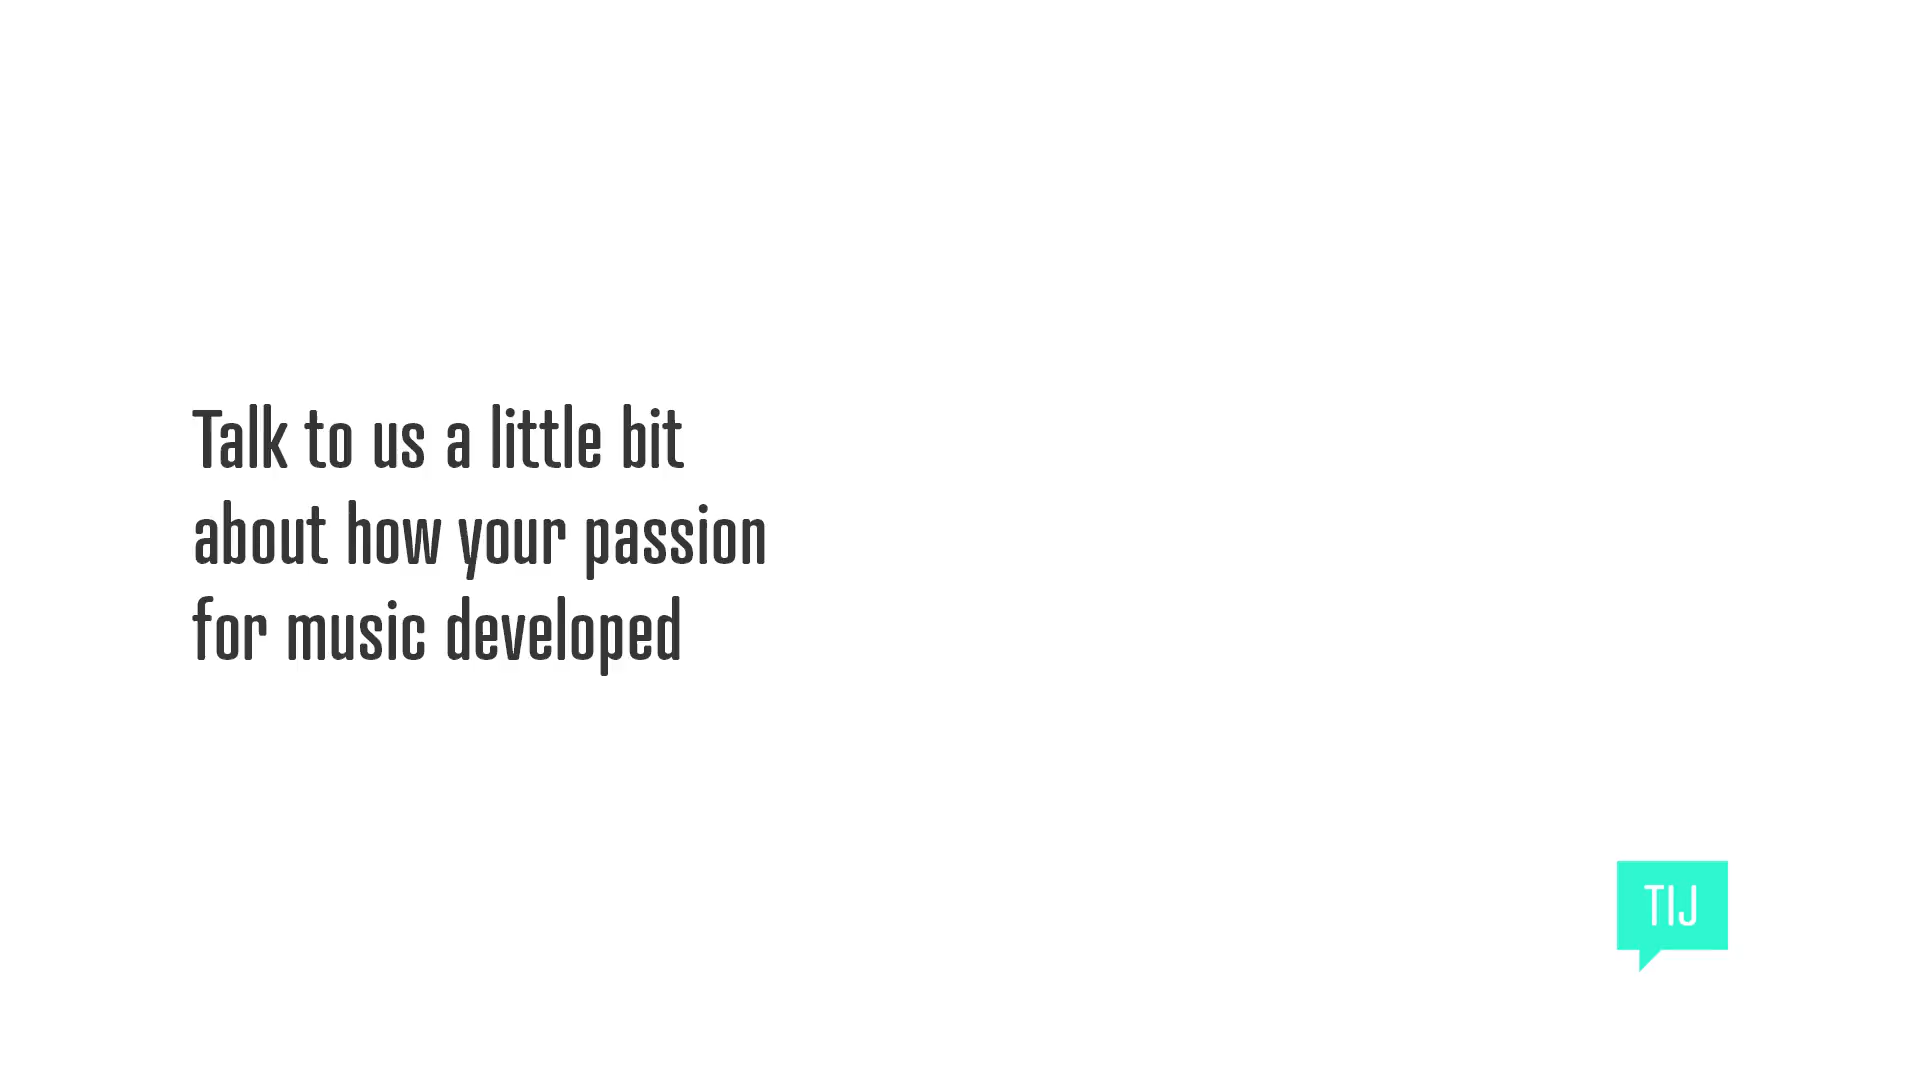 Talk to us a little bit
about how your passion
for music developed
TIJ